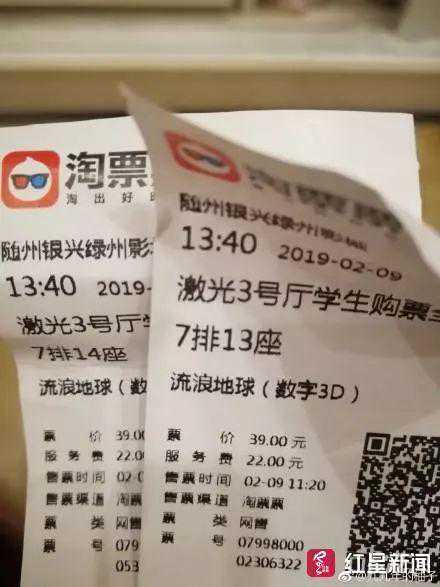 淘票
淘出好
随州银兴绿州影
13:40 2019-
激光3号厅学
7排14座
流浪地球（数
票 价 39.00
服务费 22.00
售票时间 02-0
售票渠道 淘票
票 类 网售
票 号 0799
053
随州银兴绿州影城
13:40 2019-02-09
激光3号厅学生购票
7排13座
流浪地球（数字3D）
票 价 39.00 元
服务费 22.00 元
售票时间 02-09 11:20
售票渠道 淘票票
票 类 网售
票 号 07998000
02306322
红星新闻